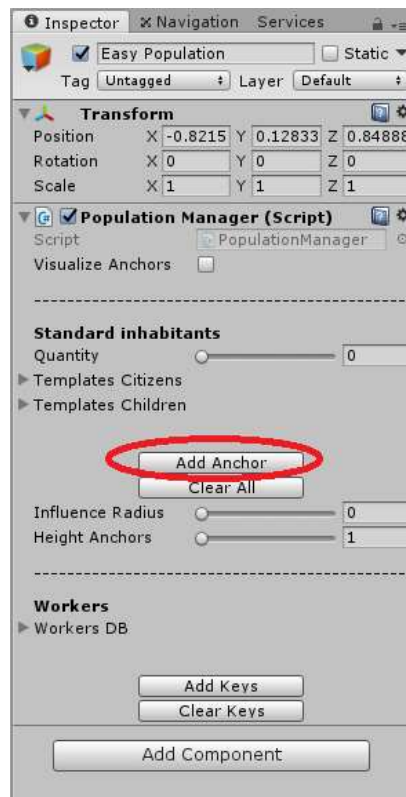 Inspector Navigation Services
Easy Population Static
Tag Untagged Layer Default
Transform
Position X -0.8215 Y 0.12833 Z 0.84888
Rotation X 0 Y 0 Z 0
Scale X 1 Y 1 Z 1
Population Manager (Script)
Script PopulationManager
Visualize Anchors
Standard inhabitants
Quantity 0
Templates Citizens
Templates Children
Add Anchor
Clear All
Influence Radius 0
Height Anchors 1
Workers
Workers DB
Add Keys
Clear Keys
Add Component